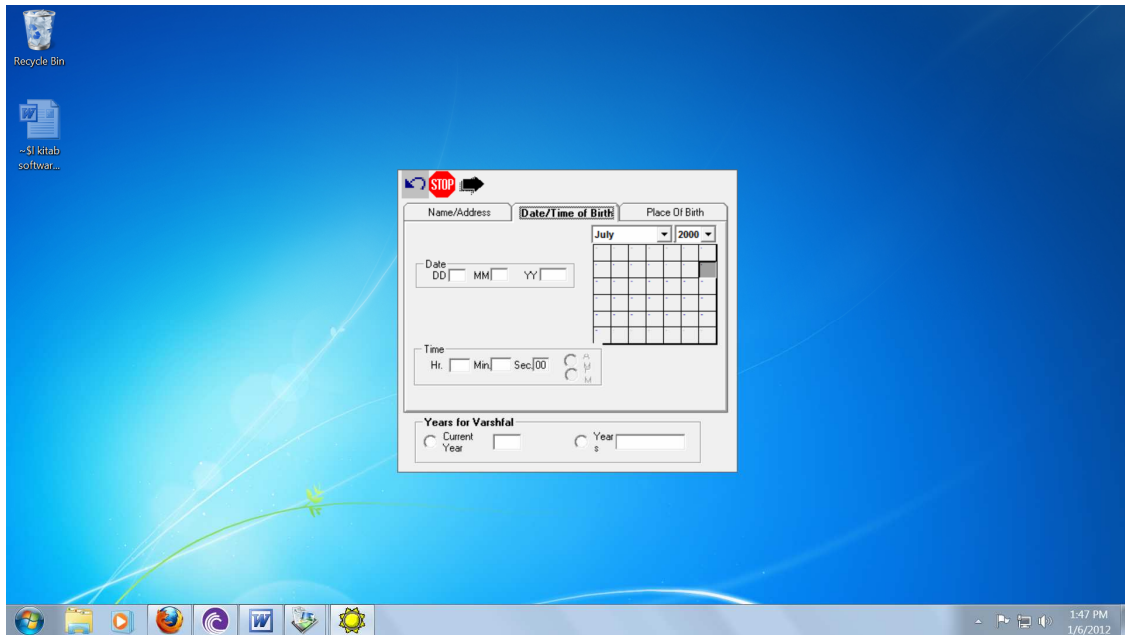 Recycle Bin
~$l kitab
softwar...
STOP
Name/Address
Date/Time of Birth
Place Of Birth
July
2000
Date
DD
MM
YY
Time
Hr.
Min.
Sec.
00
A
M
M
Years for Varshfal
Current
Year
Year
s
1:47 PM
1/6/2012